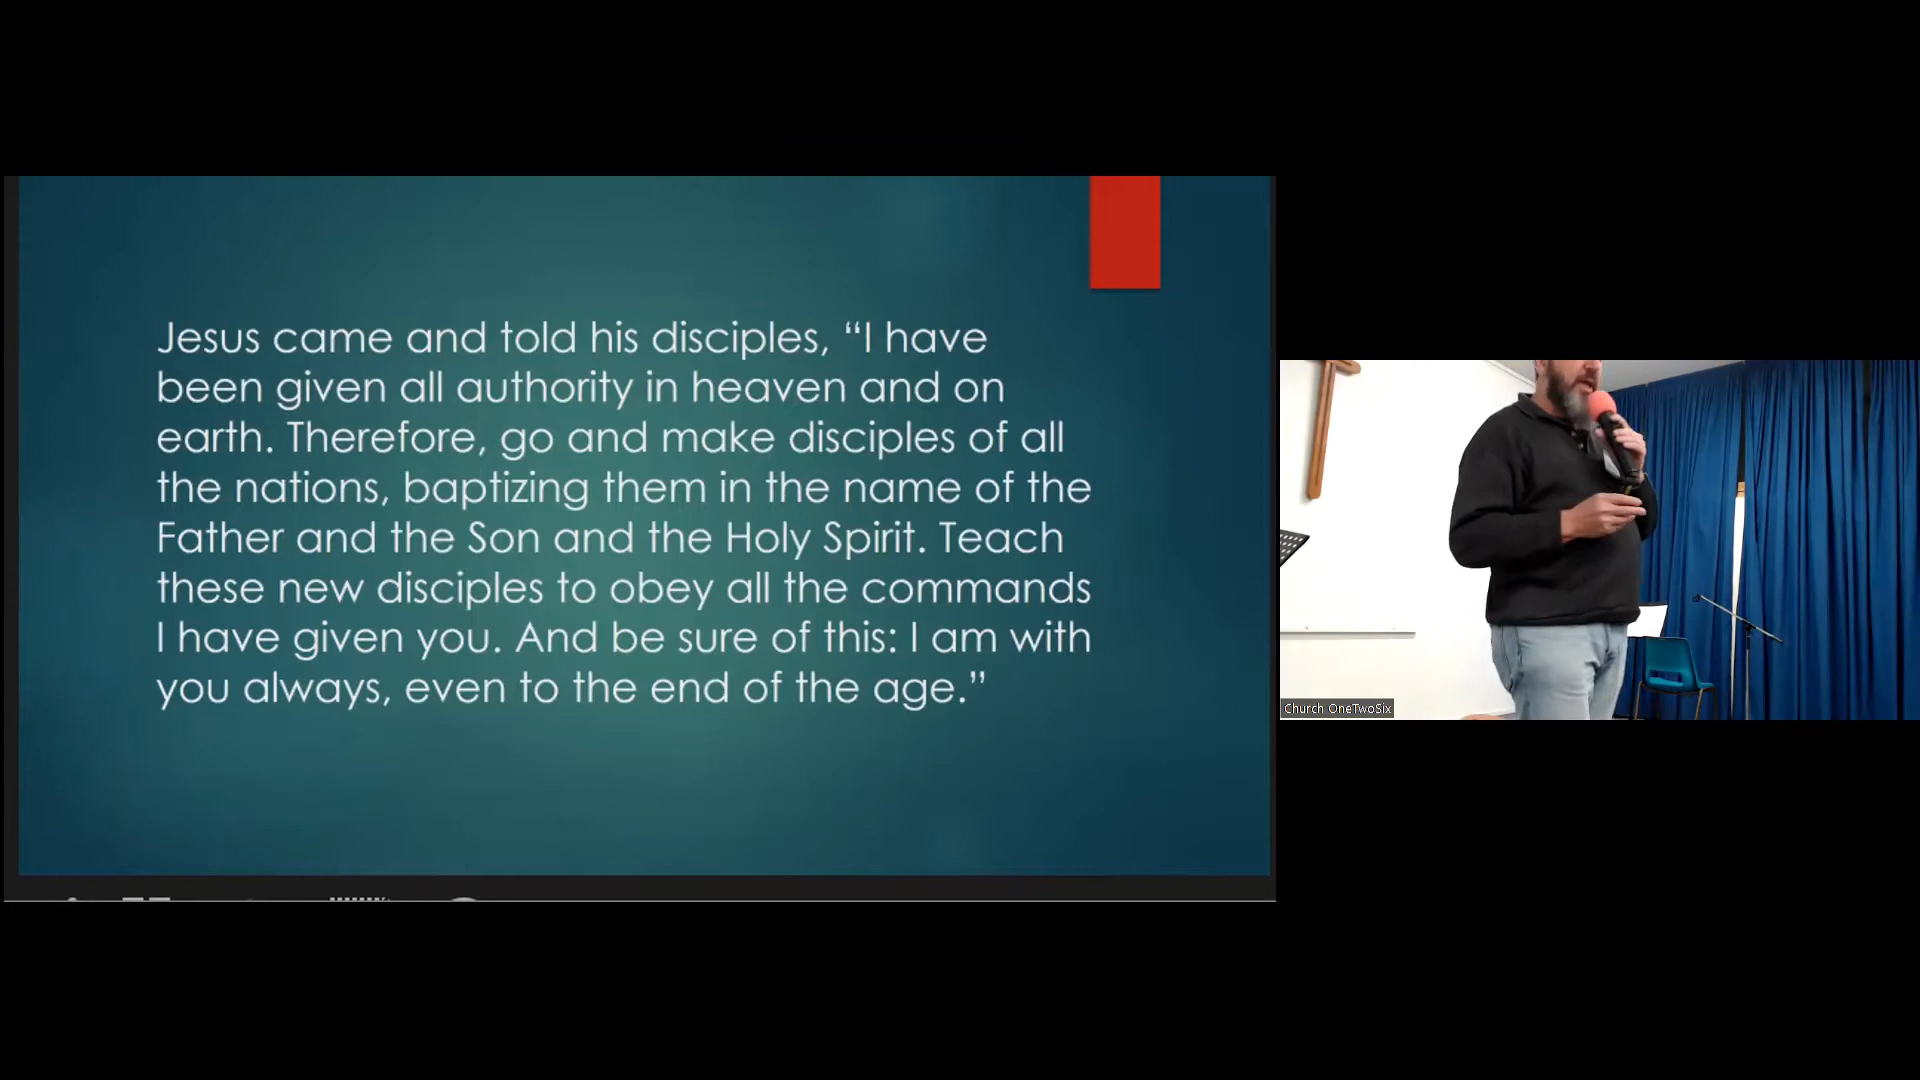 Jesus came and told his disciples, “I have
been given all authority in heaven and on
earth. Therefore, go and make disciples of all
the nations, baptizing them in the name of the
Father and the Son and the Holy Spirit. Teach
these new disciples to obey all the commands
I have given you. And be sure of this: I am with
you always, even to the end of the age.”
Church OneTwoSix